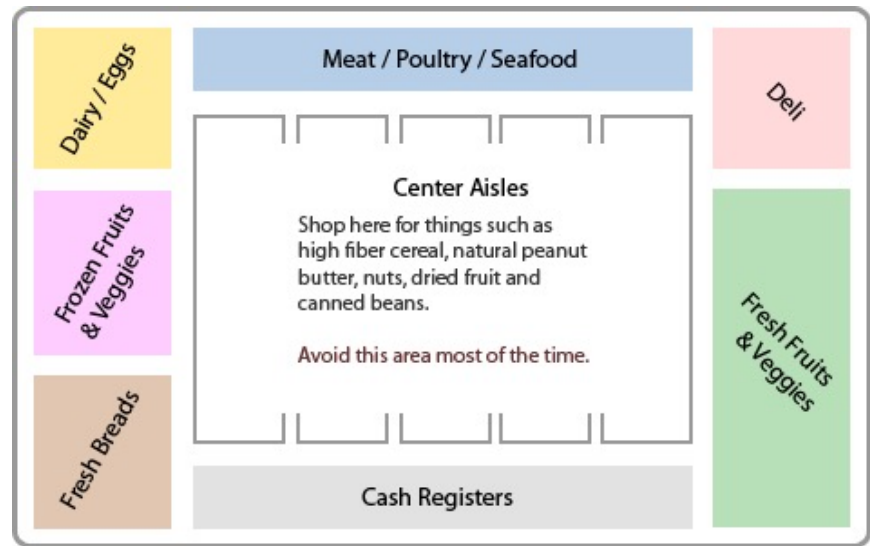 Dairy / Eggs
Meat / Poultry / Seafood
Deli
Center Aisles
Shop here for things such as
high fiber cereal, natural peanut
butter, nuts, dried fruit and
canned beans.
Avoid this area most of the time.
Frozen Fruits
& Veggies
Fresh Fruits
& Veggies
Fresh Breads
Cash Registers